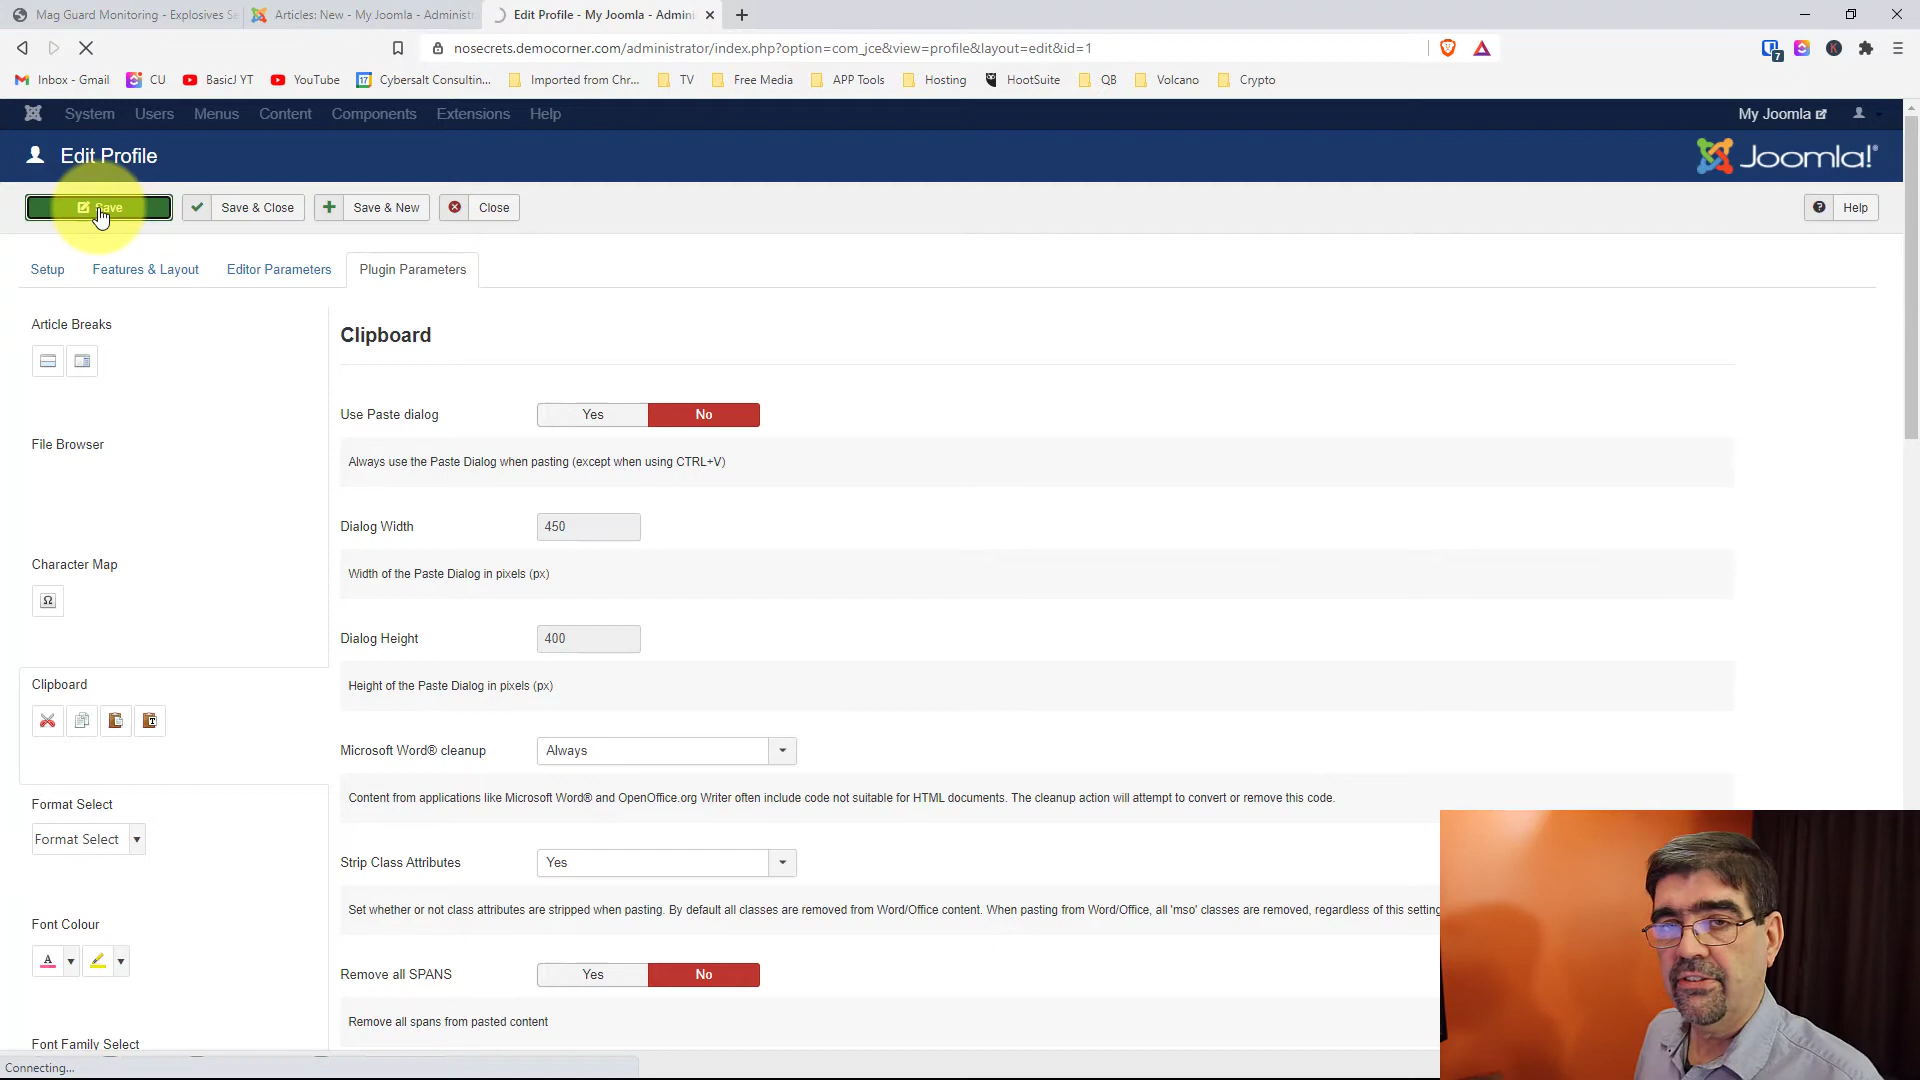 Mag Guard Monitoring - Explosives Se
Articles: New - My Joomla - Administra
Edit Profile - My Joomla - Admini
nosecrets.democorner.com/administrator/index.php?option=com_jce&view=profile&layout=edit&id=1
7
Inbox - Gmail
CU
BasicJ YT
YouTube
17
Cybersalt Consultin...
Imported from Chr...
TV
Free Media
APP Tools
Hosting
HootSuite
QB
Volcano
Crypto
System Users Menus Content Components Extensions Help
My Joomla
Edit Profile
Joomla!®
Save
Save & Close
Save & New
Close
Help
Setup
Features & Layout
Editor Parameters
Plugin Parameters
Article Breaks
File Browser
Character Map
Ω
Clipboard
T
Format Select
Format Select
Font Colour
A
Font Family Select
Clipboard
Use Paste dialog
Yes No
Always use the Paste Dialog when pasting (except when using CTRL+V)
Dialog Width
450
Width of the Paste Dialog in pixels (px)
Dialog Height
400
Height of the Paste Dialog in pixels (px)
Microsoft Word® cleanup
Always
Content from applications like Microsoft Word® and OpenOffice.org Writer often include code not suitable for HTML documents. The cleanup action will attempt to convert or remove this code.
Strip Class Attributes
Yes
Set whether or not class attributes are stripped when pasting. By default all classes are removed from Word/Office content. When pasting from Word/Office, all 'mso' classes are removed, regardless of this setting
Remove all SPANS
Yes No
Remove all spans from pasted content
Connecting...